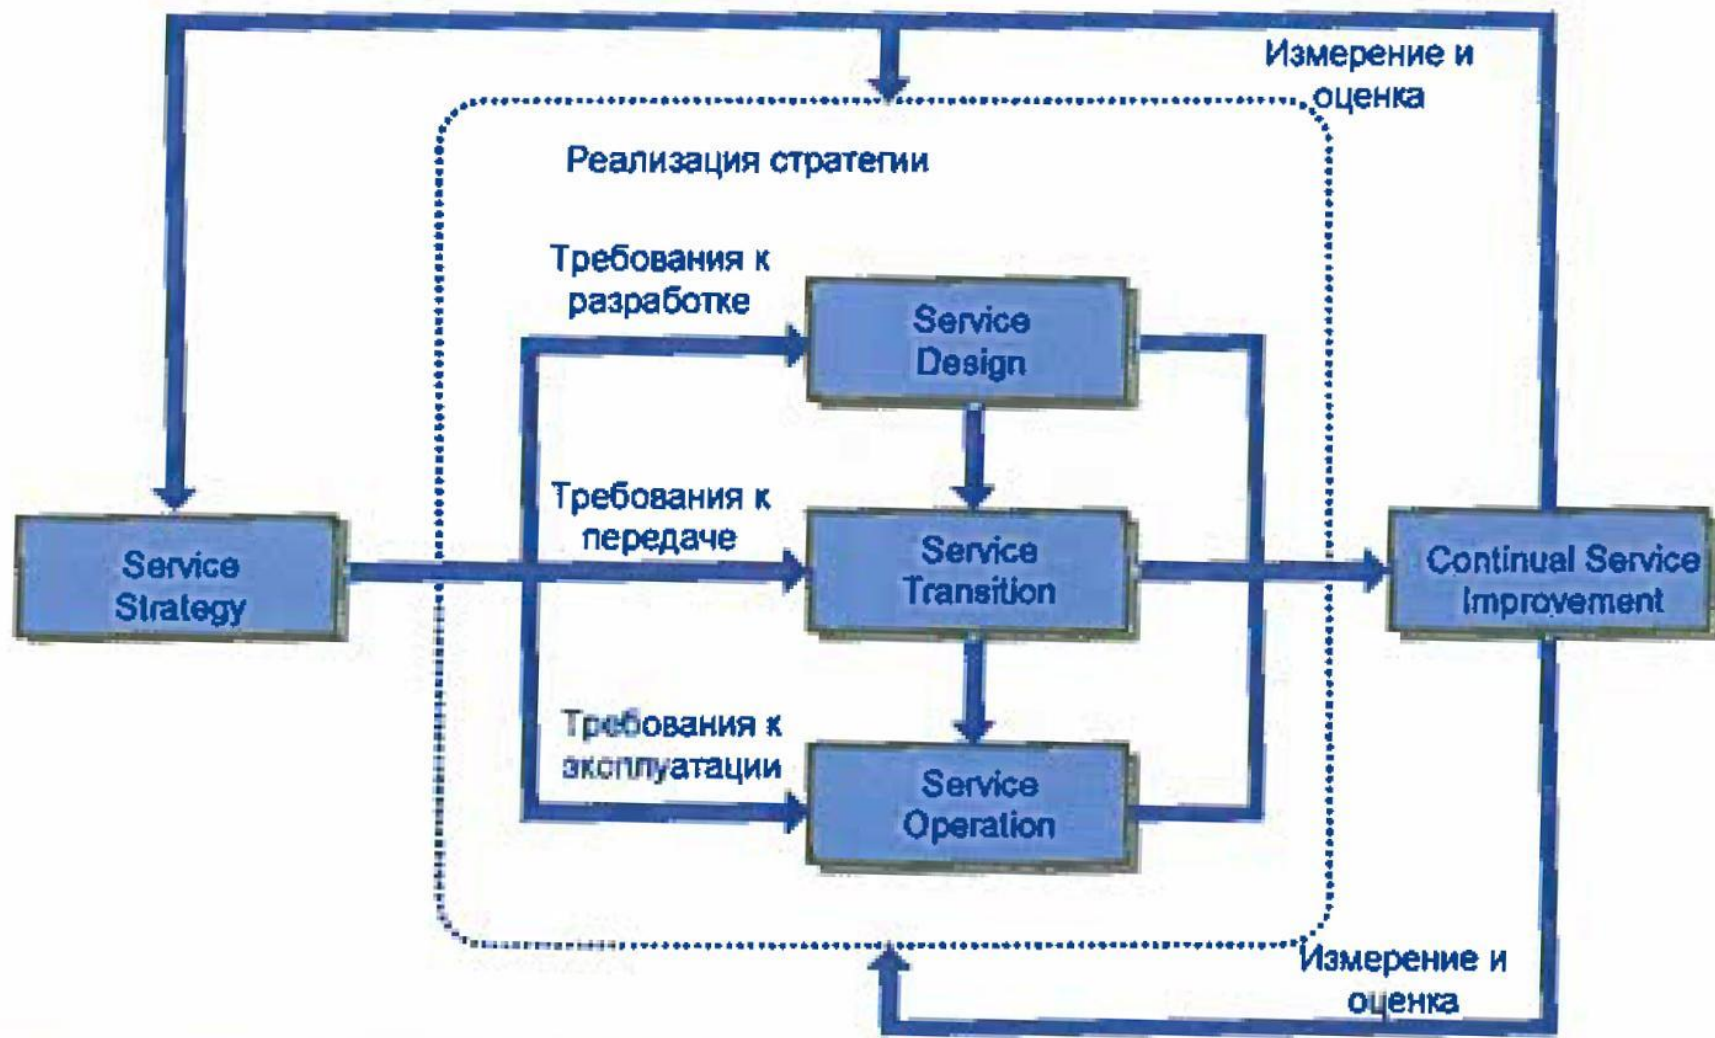 Измерение и
оценка
Реализация стратегии
Требования к
разработке
Service
Design
Требования к
передаче
Service
Strategy
Service
Transition
Continual Service
Improvement
Требования к
эксплуатации
Service
Operation
Измерение и
оценка